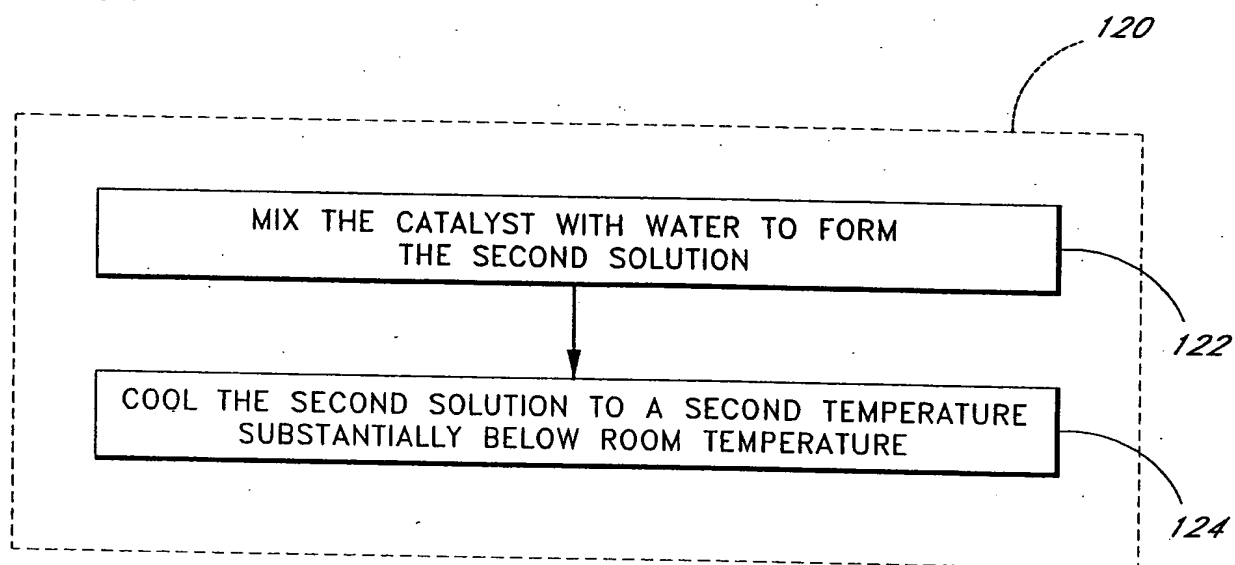 120
MIX THE CATALYST WITH WATER TO FORM
THE SECOND SOLUTION
122
COOL THE SECOND SOLUTION TO A SECOND TEMPERATURE
SUBSTANTIALLY BELOW ROOM TEMPERATURE
124